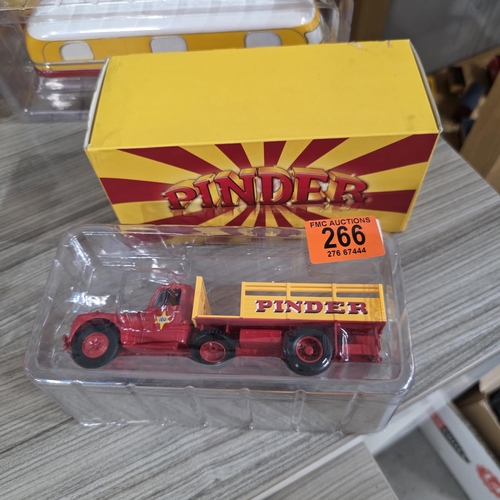 PINDER
FMC AUCTIONS
266
276 67444
PINDER